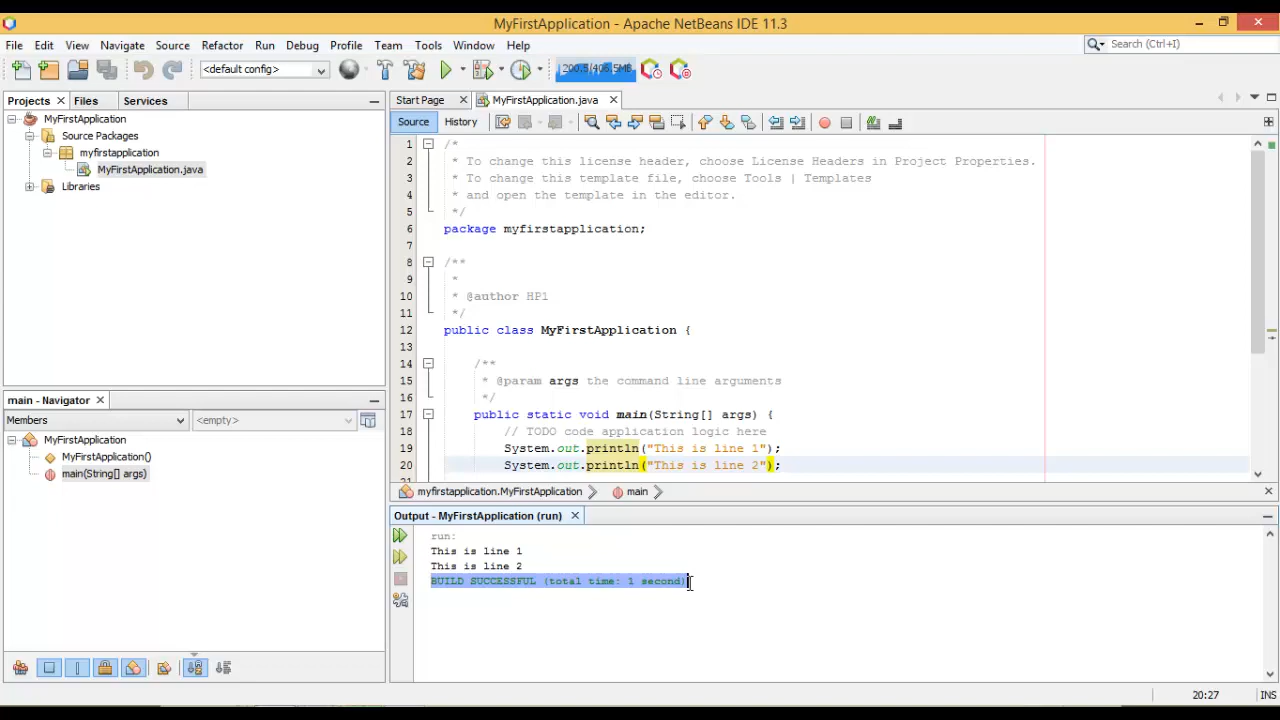 MyFirstApplication - Apache NetBeans IDE 11.3
File Edit View Navigate Source Refactor Run Debug Profile Team Tools Window Help
Search (Ctrl+I)
<default config>
200.5/406.5MB
Projects Files Services
MyFirstApplication
Source Packages
myfirstapplication
MyFirstApplication.java
Libraries
main - Navigator
Members
<empty>
MyFirstApplication
MyFirstApplication()
main(String[] args)
Start Page MyFirstApplication.java
Source History
1 /*
2 * To change this license header, choose License Headers in Project Properties.
3 * To change this template file, choose Tools | Templates
4 * and open the template in the editor.
5 */
6 package myfirstapplication;
7
8 /**
9 *
10 * @author HP1
11 */
12 public class MyFirstApplication {
13
14 /**
15 * @param args the command line arguments
16 */
17 public static void main(String[] args) {
18 // TODO code application logic here
19 System.out.println("This is line 1");
20 System.out.println("This is line 2");
myfirstapplication.MyFirstApplication main
Output - MyFirstApplication (run)
run:
This is line 1
This is line 2
BUILD SUCCESSFUL (total time: 1 second)
20:27 INS